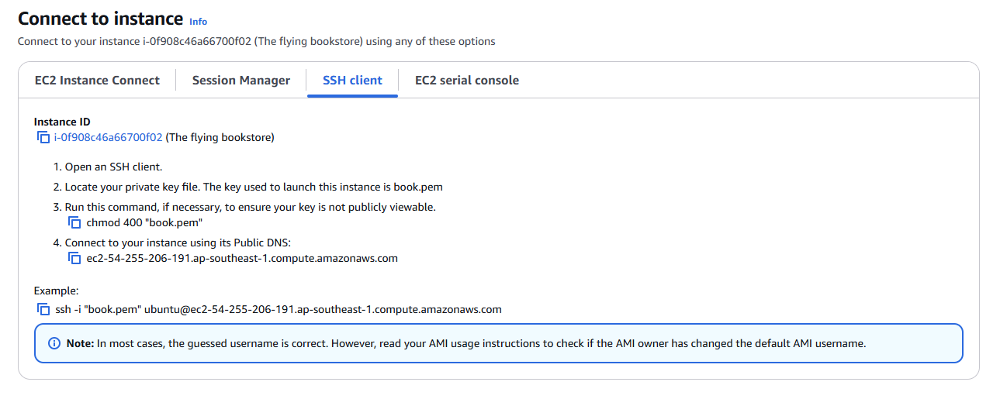 Connect to instance Info
Connect to your instance i-0f908c46a66700f02 (The flying bookstore) using any of these options
EC2 Instance Connect
Session Manager
SSH client
EC2 serial console
Instance ID
i-0f908c46a66700f02 (The flying bookstore)
1. Open an SSH client.
2. Locate your private key file. The key used to launch this instance is book.pem
3. Run this command, if necessary, to ensure your key is not publicly viewable.
chmod 400 "book.pem"
4. Connect to your instance using its Public DNS:
ec2-54-255-206-191.ap-southeast-1.compute.amazonaws.com
Example:
ssh -i "book.pem" ubuntu@ec2-54-255-206-191.ap-southeast-1.compute.amazonaws.com
Note: In most cases, the guessed username is correct. However, read your AMI usage instructions to check if the AMI owner has changed the default AMI username.